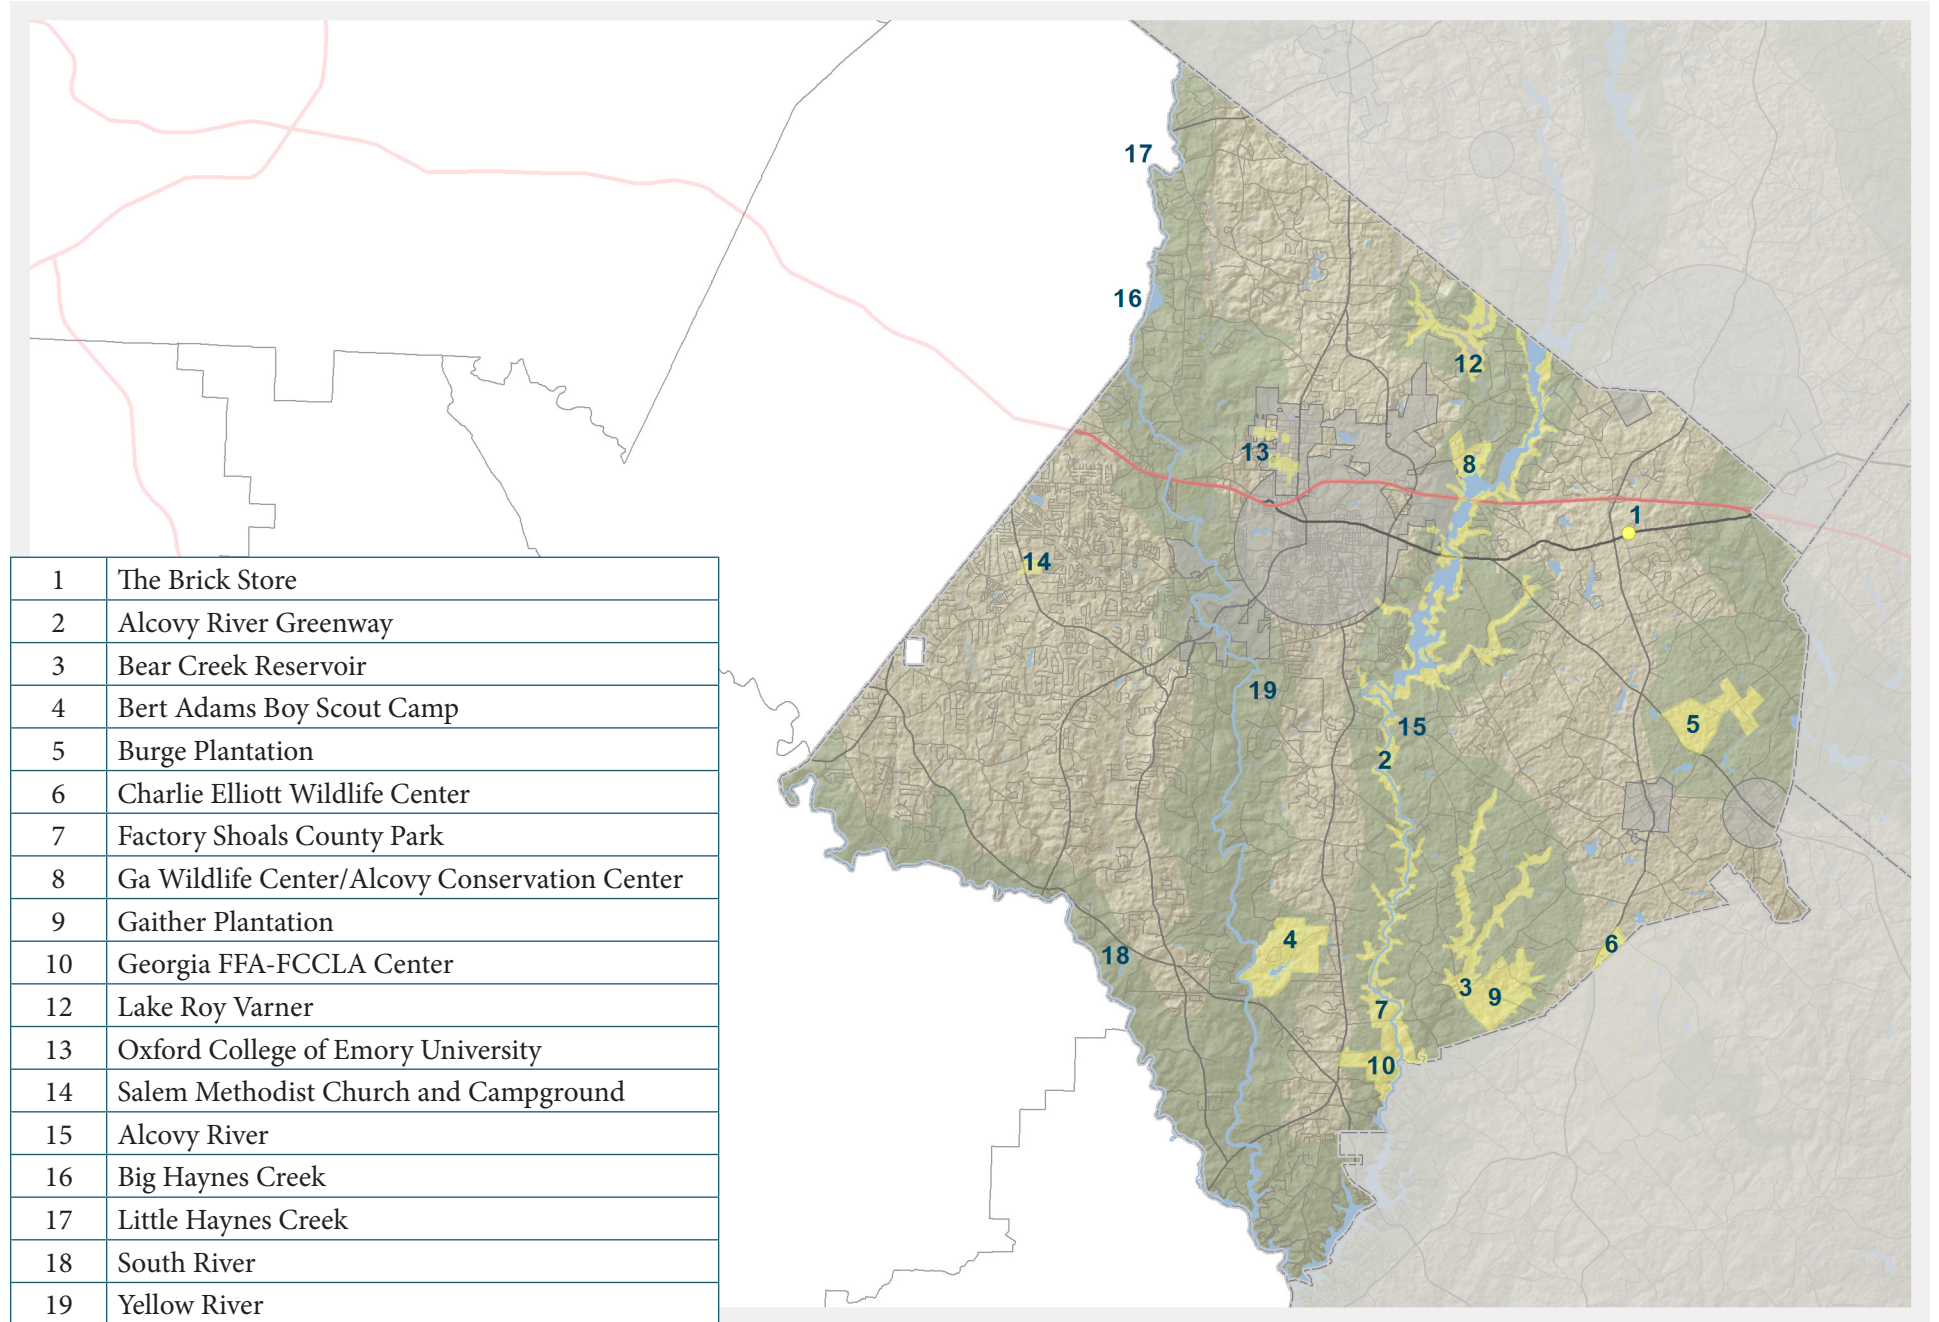 17
16
12
13
8
1
14
19
15
5
2
4
6
18
3
9
7
10
1 The Brick Store
2 Alcovy River Greenway
3 Bear Creek Reservoir
4 Bert Adams Boy Scout Camp
5 Burge Plantation
6 Charlie Elliott Wildlife Center
7 Factory Shoals County Park
8 Ga Wildlife Center/Alcovy Conservation Center
9 Gaither Plantation
10 Georgia FFA-FCCLA Center
12 Lake Roy Varner
13 Oxford College of Emory University
14 Salem Methodist Church and Campground
15 Alcovy River
16 Big Haynes Creek
17 Little Haynes Creek
18 South River
19 Yellow River